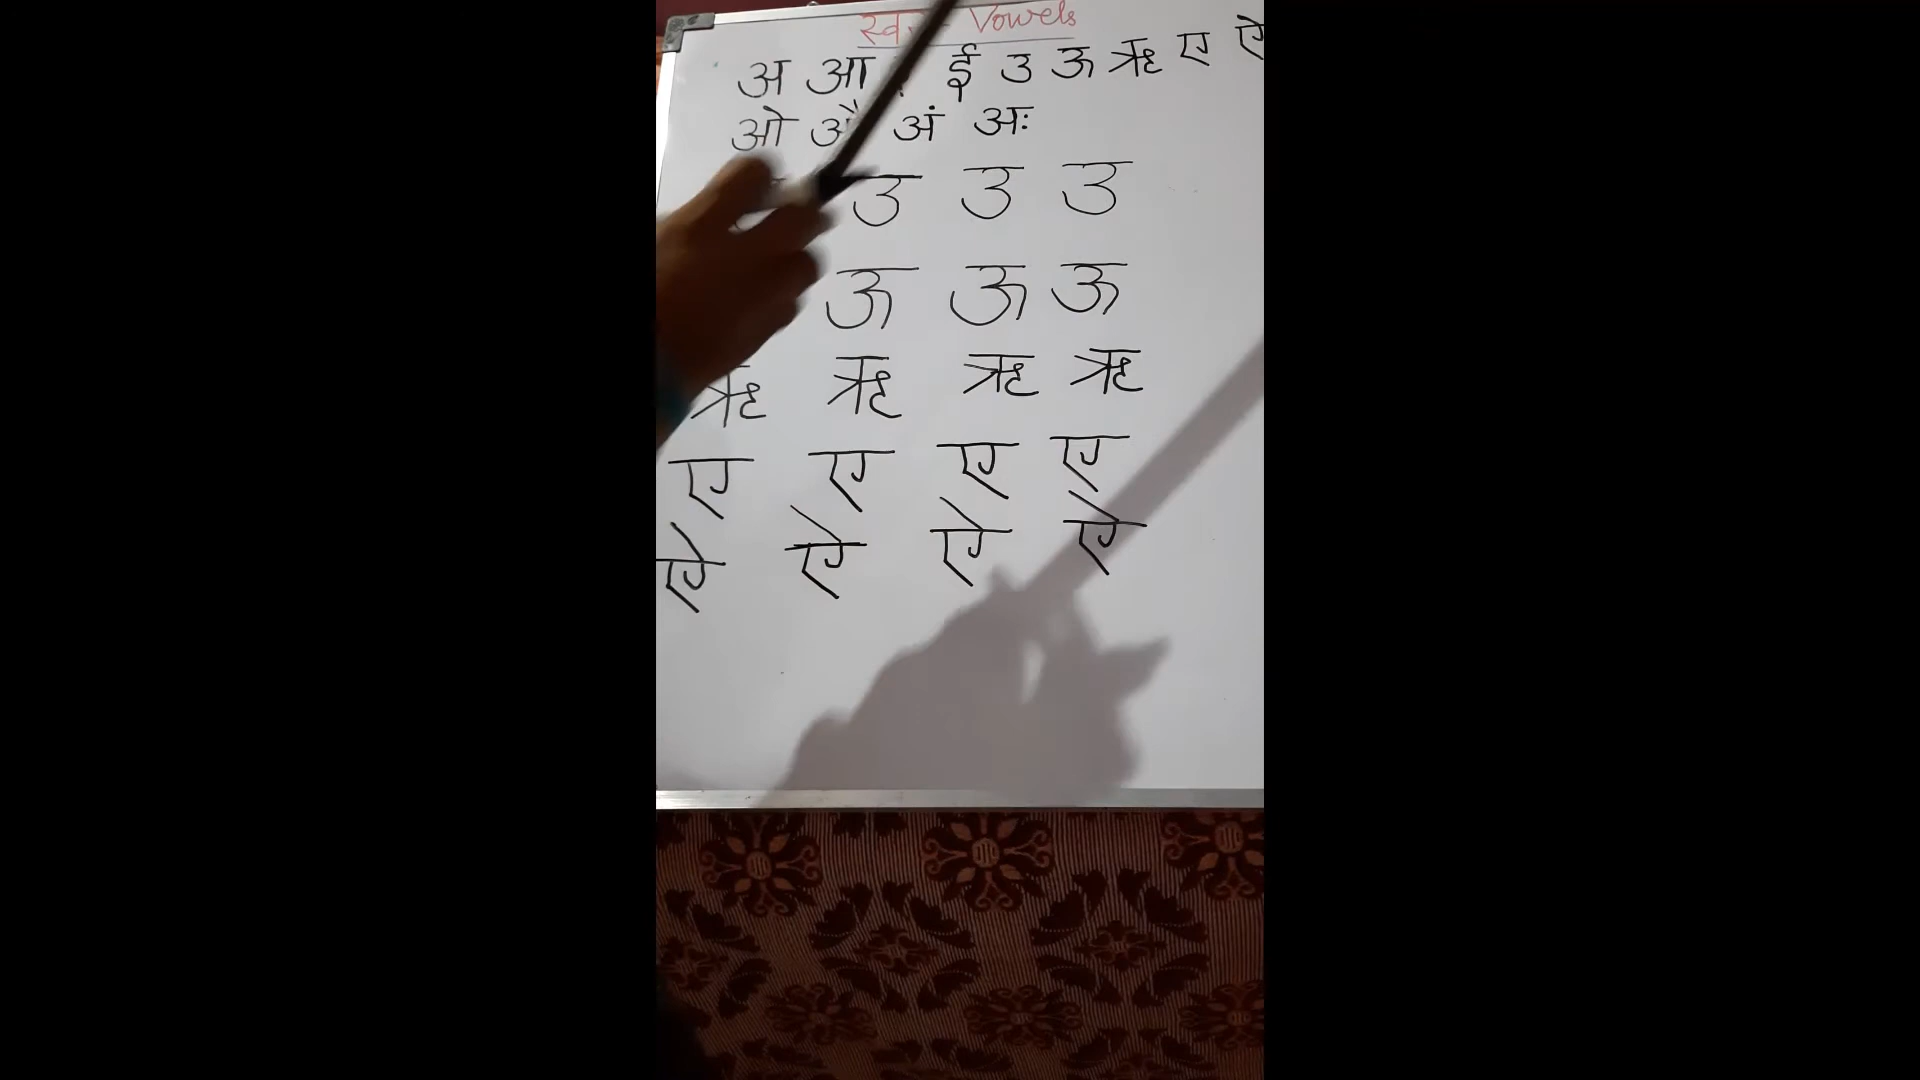 Vowels
अ आ ई उ ऊ ऋ ए ऐ
ओ औ अं अः
उ उ उ
ऊ ऊ ऊ
ऋ ऋ ऋ ऋ
ए ए ए ए
ऐ ऐ ऐ ऐ